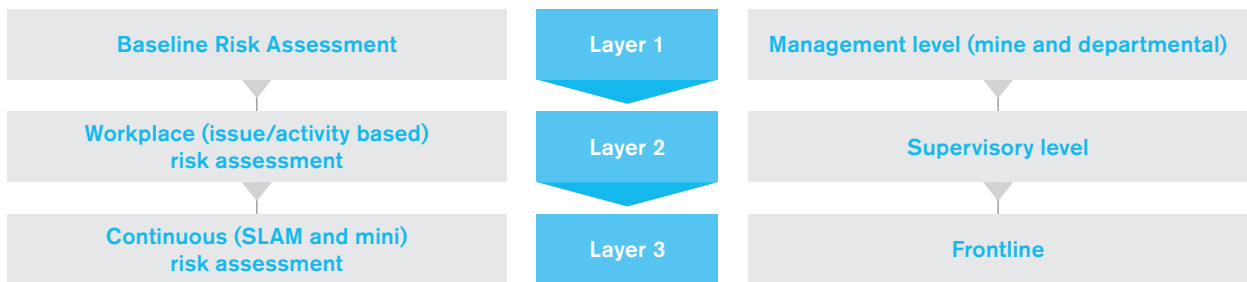 Baseline Risk Assessment
Layer 1
Management level (mine and departmental)
Workplace (issue/activity based)
risk assessment
Layer 2
Supervisory level
Continuous (SLAM and mini)
risk assessment
Layer 3
Frontline